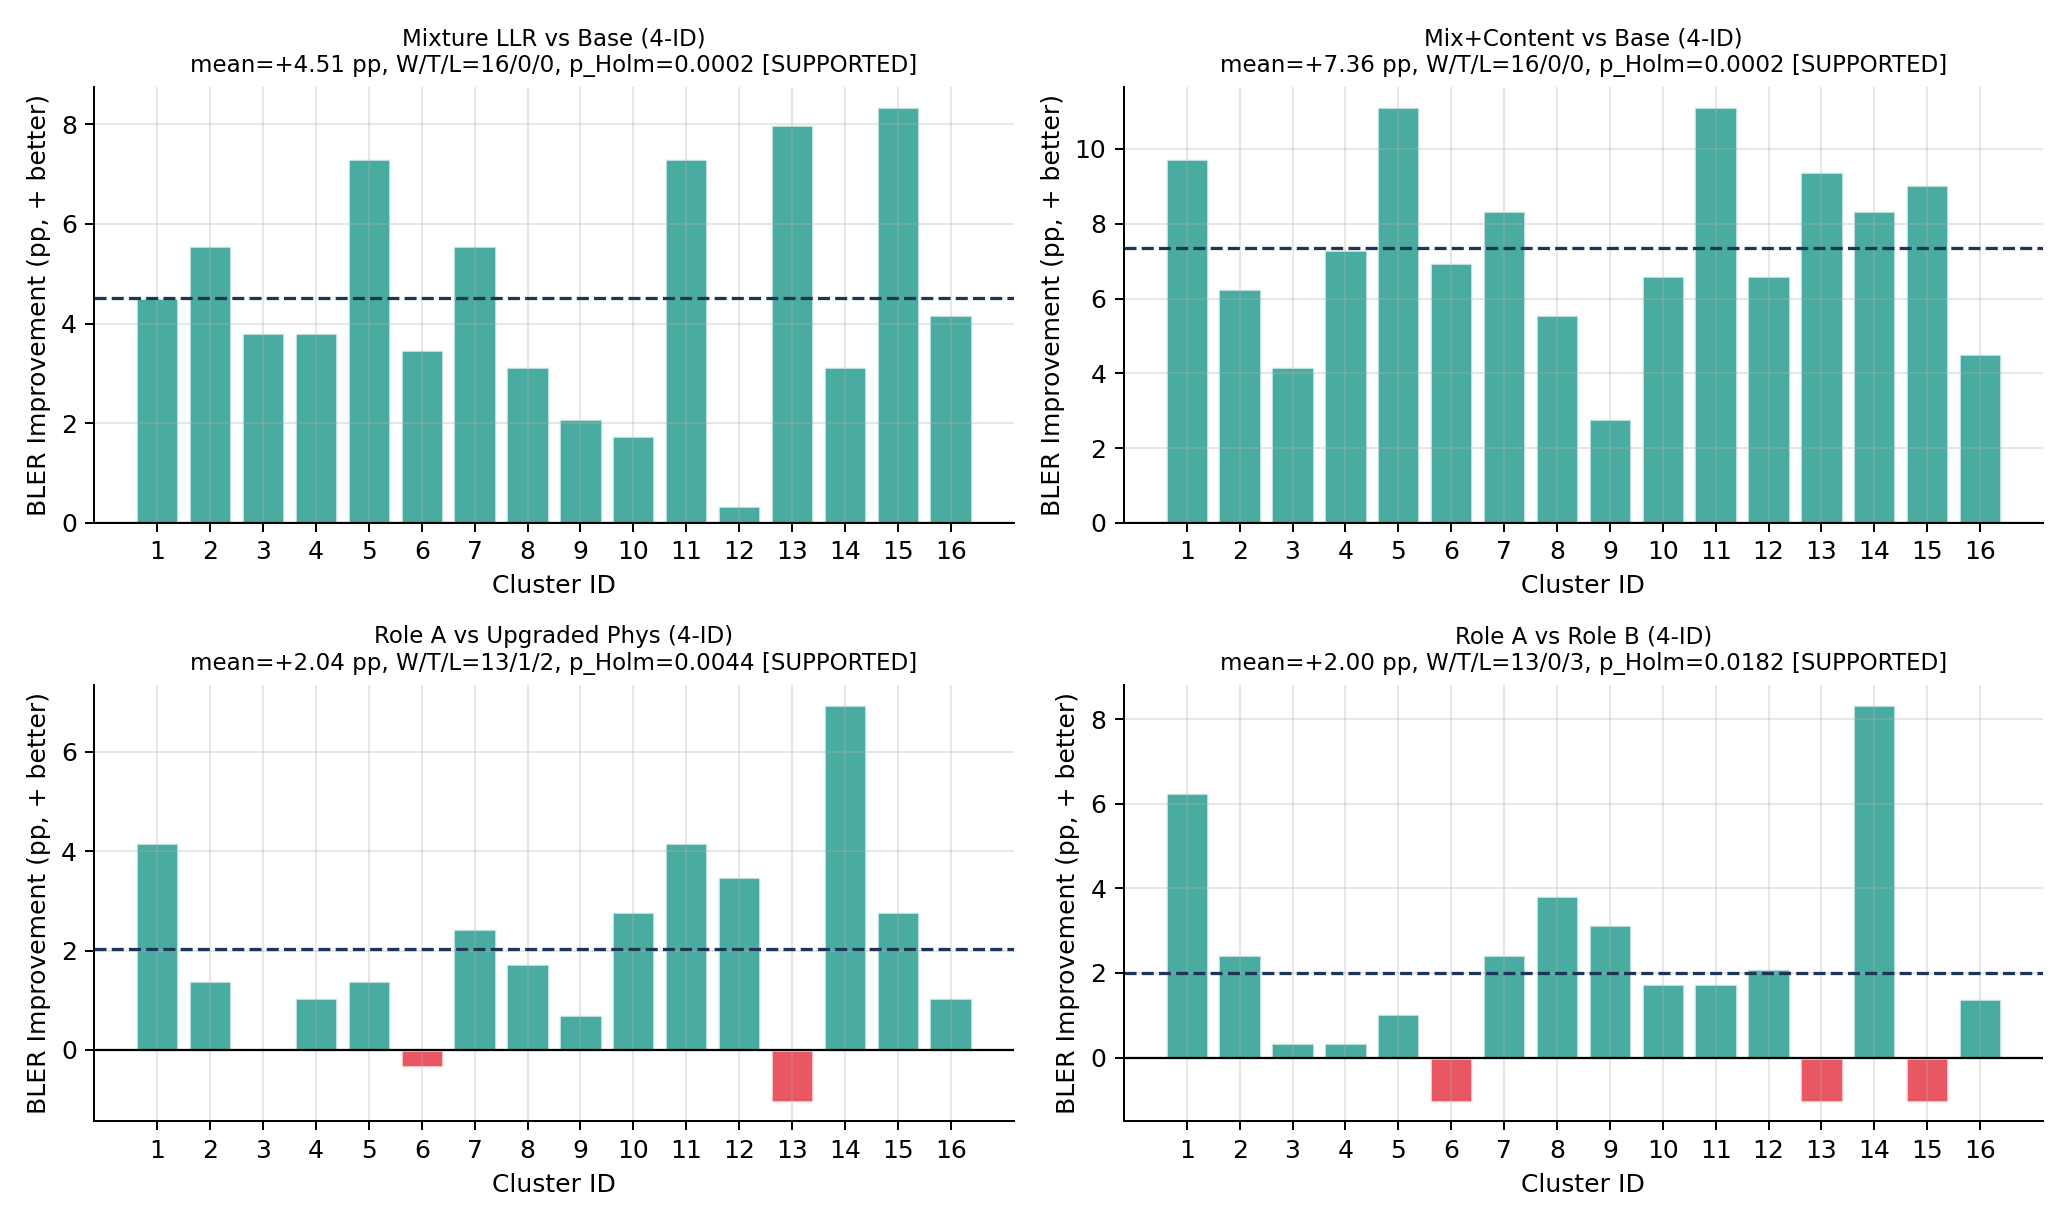 Mixture LLR vs Base (4-ID)
mean=+4.51 pp, W/T/L=16/0/0, p_Holm=0.0002 [SUPPORTED]
BLER Improvement (pp, + better)
8
6
4
2
0
1 2 3 4 5 6 7 8 9 10 11 12 13 14 15 16
Cluster ID
Mix+Content vs Base (4-ID)
mean=+7.36 pp, W/T/L=16/0/0, p_Holm=0.0002 [SUPPORTED]
BLER Improvement (pp, + better)
10
8
6
4
2
0
1 2 3 4 5 6 7 8 9 10 11 12 13 14 15 16
Cluster ID
Role A vs Upgraded Phys (4-ID)
mean=+2.04 pp, W/T/L=13/1/2, p_Holm=0.0044 [SUPPORTED]
BLER Improvement (pp, + better)
6
4
2
0
1 2 3 4 5 6 7 8 9 10 11 12 13 14 15 16
Cluster ID
Role A vs Role B (4-ID)
mean=+2.00 pp, W/T/L=13/0/3, p_Holm=0.0182 [SUPPORTED]
BLER Improvement (pp, + better)
8
6
4
2
0
1 2 3 4 5 6 7 8 9 10 11 12 13 14 15 16
Cluster ID